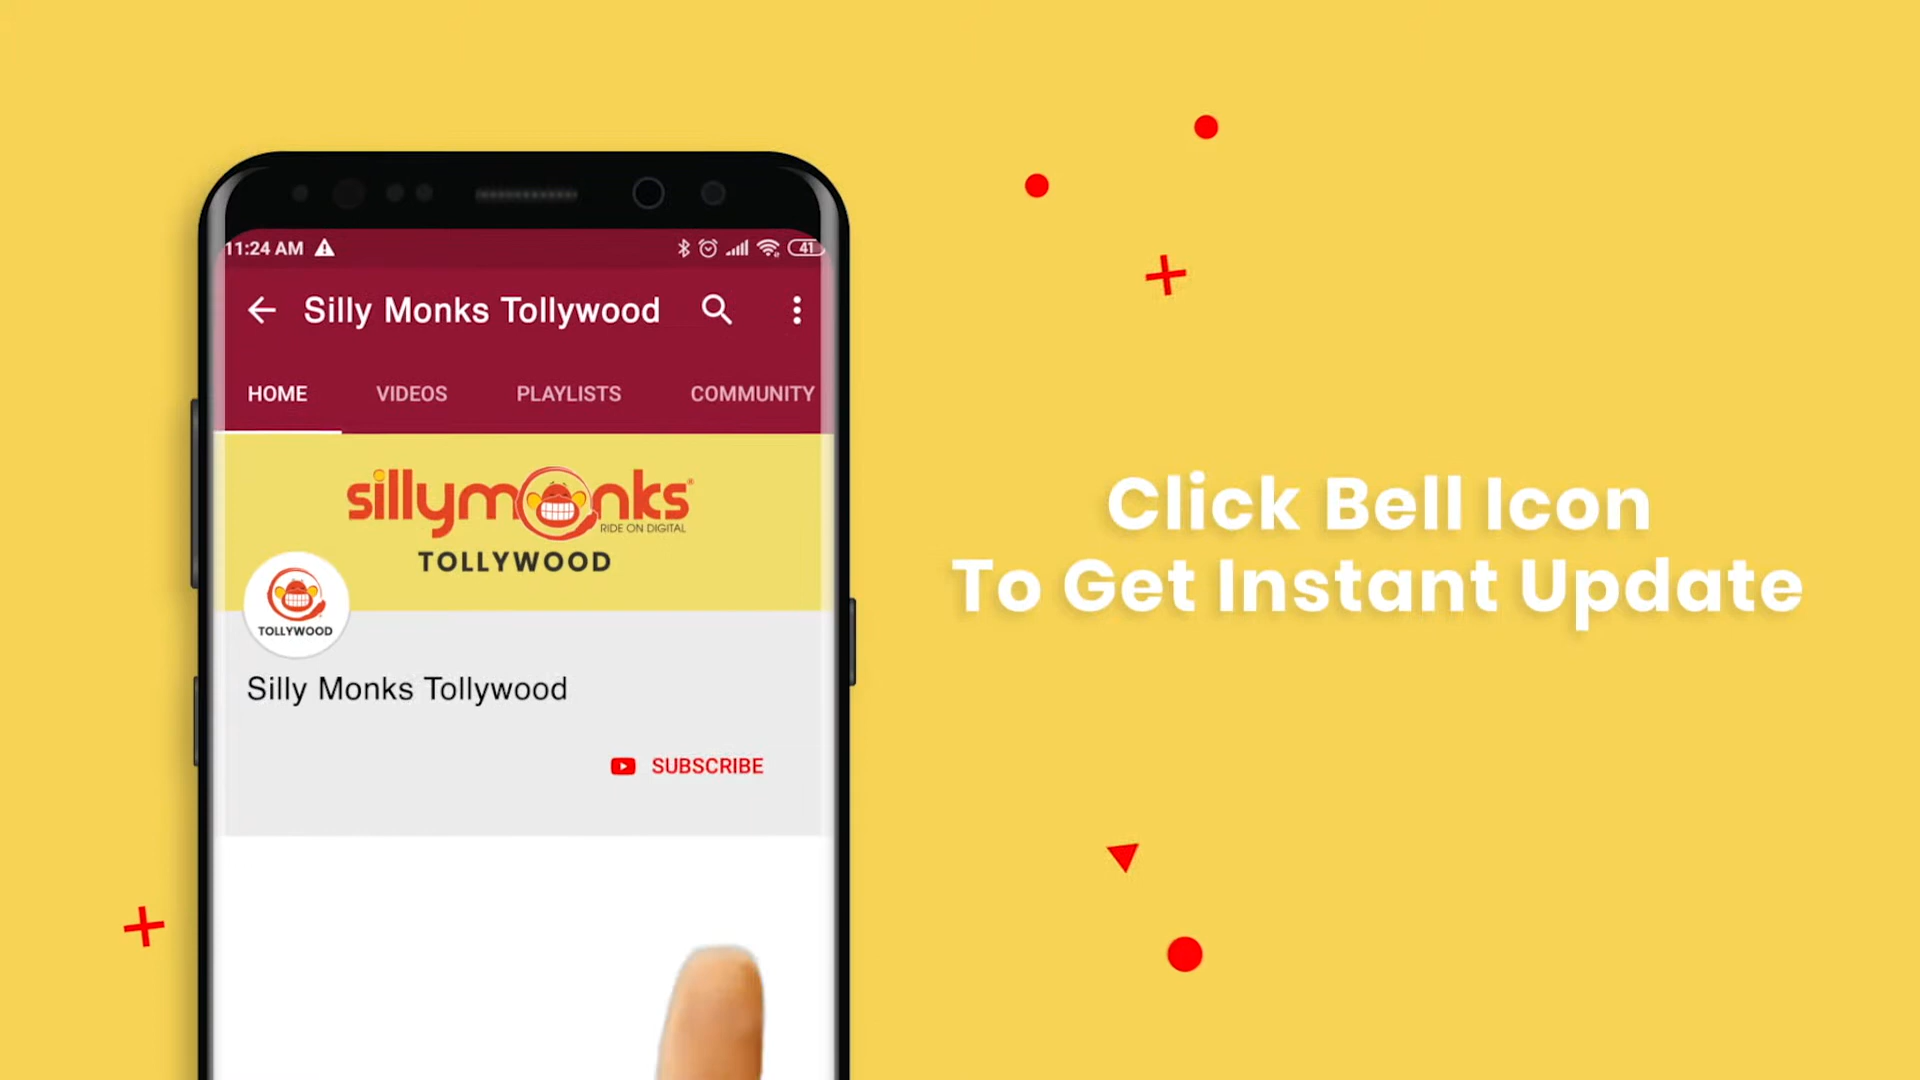 11:24 AM
41
Silly Monks Tollywood
HOME VIDEOS PLAYLISTS COMMUNITY
sillymonks®
RIDE ON DIGITAL
TOLLYWOOD
TOLLYWOOD
Silly Monks Tollywood
SUBSCRIBE
Click Bell Icon
To Get Instant Update